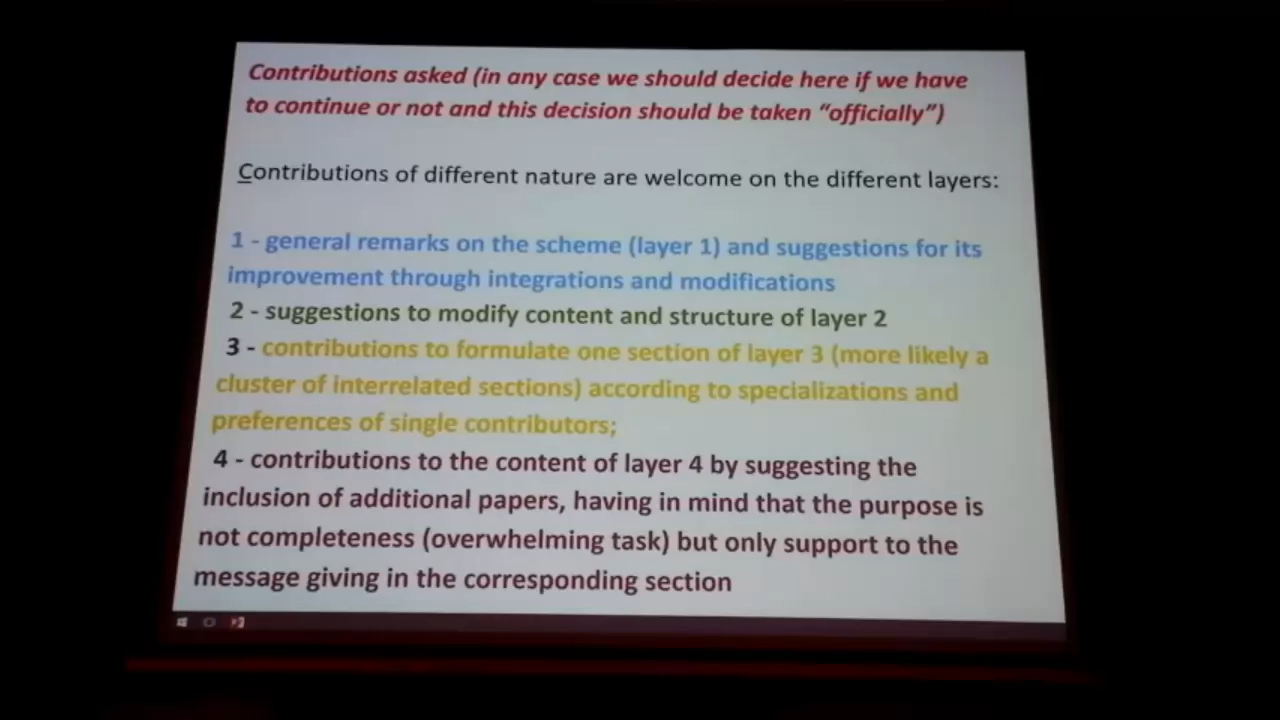 Contributions asked (in any case we should decide here if we have
to continue or not and this decision should be taken “officially”)
Contributions of different nature are welcome on the different layers:
1 - general remarks on the scheme (layer 1) and suggestions for its
improvement through integrations and modifications
2 - suggestions to modify content and structure of layer 2
3 - contributions to formulate one section of layer 3 (more likely a
cluster of interrelated sections) according to specializations and
preferences of single contributors;
4 - contributions to the content of layer 4 by suggesting the
inclusion of additional papers, having in mind that the purpose is
not completeness (overwhelming task) but only support to the
message giving in the corresponding section